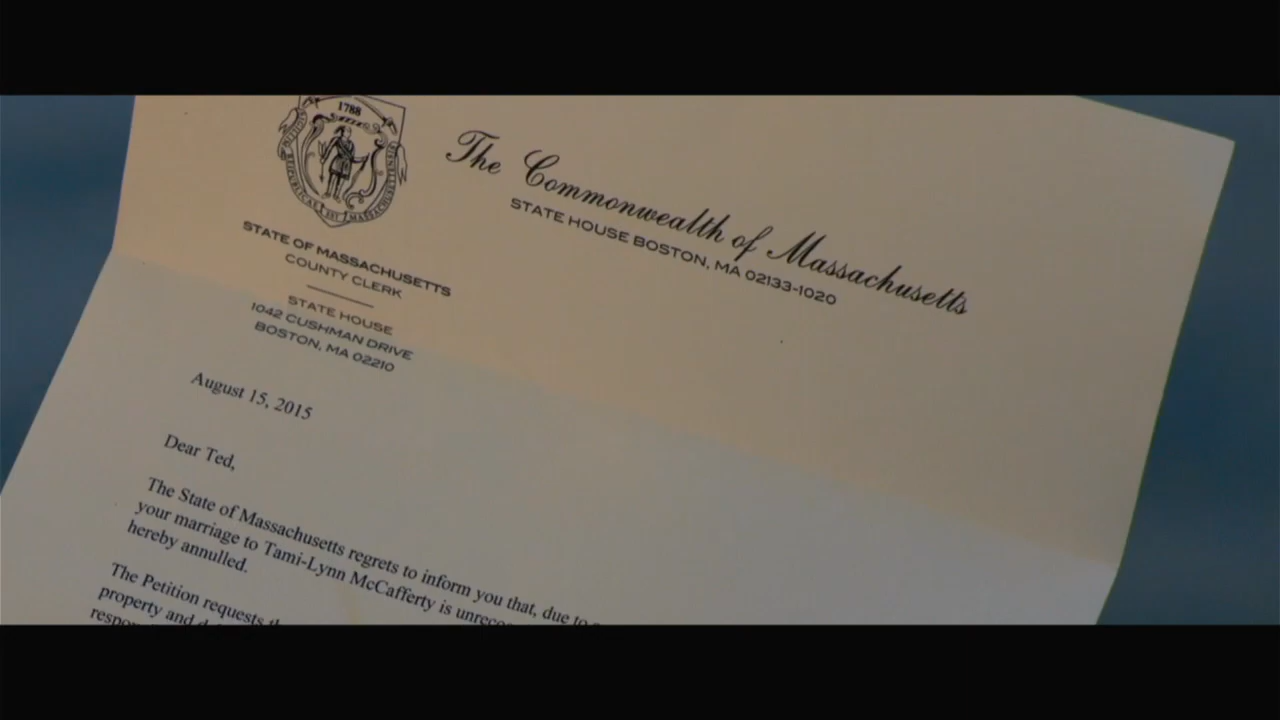 1788
The Commonwealth of Massachusetts
STATE HOUSE BOSTON, MA 02133-1020
STATE OF MASSACHUSETTS
COUNTY CLERK
STATE HOUSE
1042 CUSHMAN DRIVE
BOSTON, MA 02210
August 15, 2015
Dear Ted,
The State of Massachusetts regrets to inform you that, due to
your marriage to Tami-Lynn McCafferty is
hereby annulled.
The Petition requests
property and